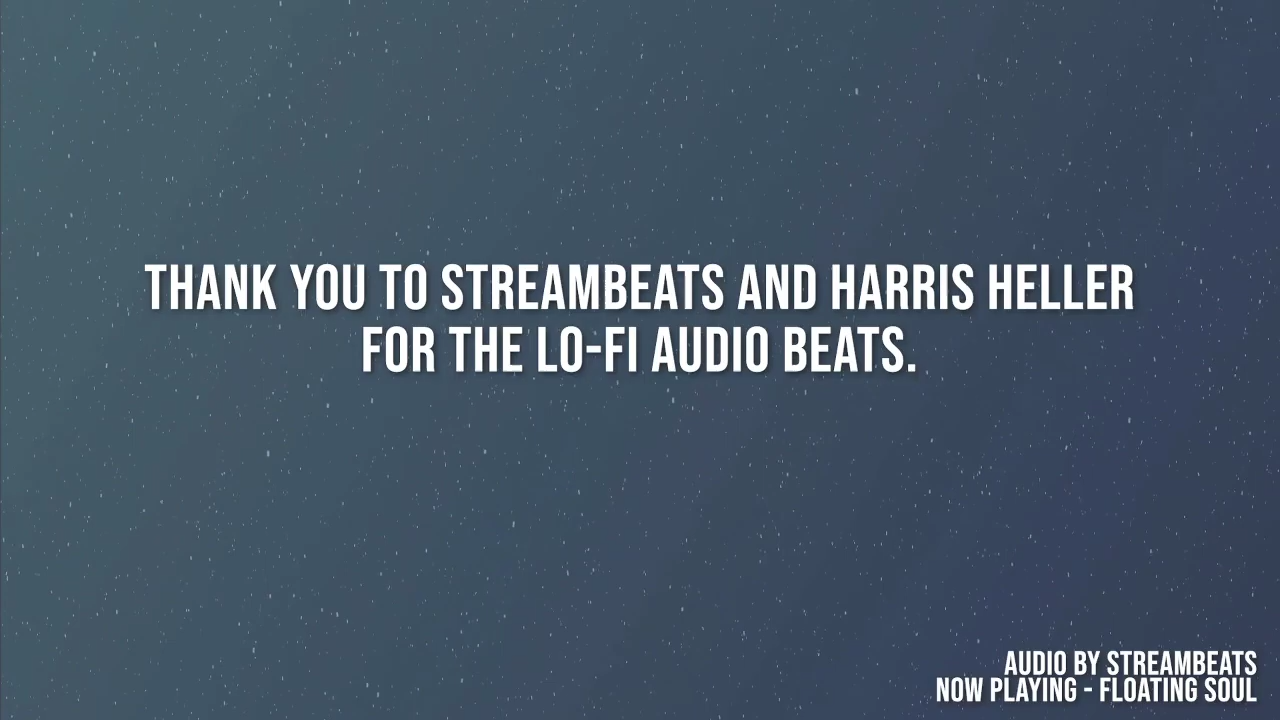 THANK YOU TO STREAMBEATS AND HARRIS HELLER
FOR THE LO-FI AUDIO BEATS.
AUDIO BY STREAMBEATS
NOW PLAYING - FLOATING SOUL